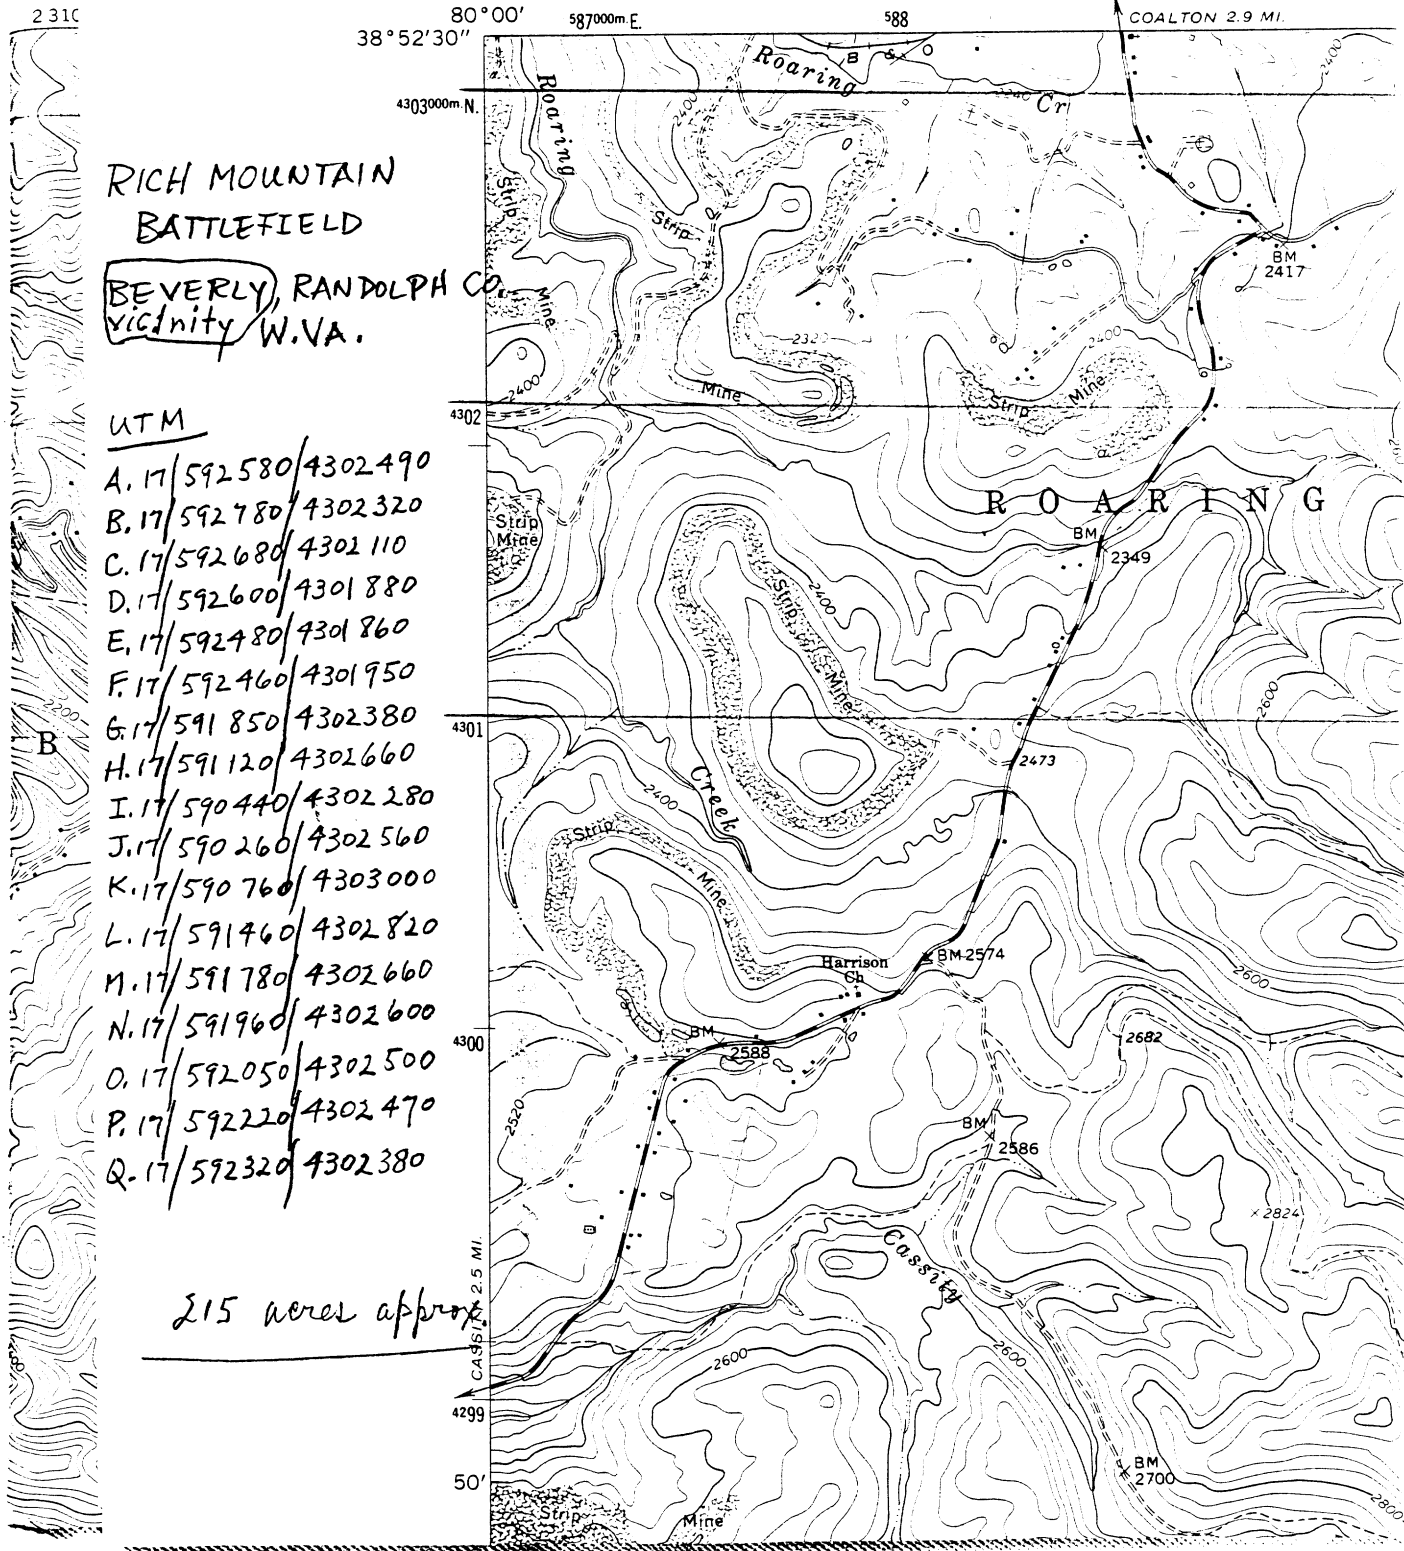 2310
80°00'
587000m.E.
588
COALTON 2.9 MI.
38°52'30"
4303000m.N.
Roaring
B & O
Roaring
2240
Cr
2400
2400
RICH MOUNTAIN
BATTLEFIELD
BEVERLY, RANDOLPH CO.
vicinity W.VA.
Strip
Strip
Mine
BM
2417
2320
2400
2400
Mine
Strip
Mine
4302
UTM
A. 17/592580/4302490
B. 17/592780/4302320
C. 17/592680/4302110
D. 17/592600/4301880
E. 17/592480/4301860
F. 17/592460/4301950
G. 17/591850/4302380
H. 17/591120/4302660
I. 17/590440/4302280
J. 17/590260/4302560
K. 17/590760/4303000
L. 17/591460/4302820
M. 17/591780/4302660
N. 17/591960/4302600
O. 17/592050/4302500
P. 17/592220/4302470
Q. 17/592320/4302380
215 acres approx.
ROARING
Strip
Mine
BM
2349
2400
Strip
Mine
2600
2200
B
4301
2473
Creek
2400
Strip
Mine
Harrison
Ch
BM 2574
2600
4300
BM
2588
2682
2520
BM
2586
×2824
Cassity
CASSITY 2.5 MI.
2600
2600
4299
BM
2700
50'
2800
Strip
Mine